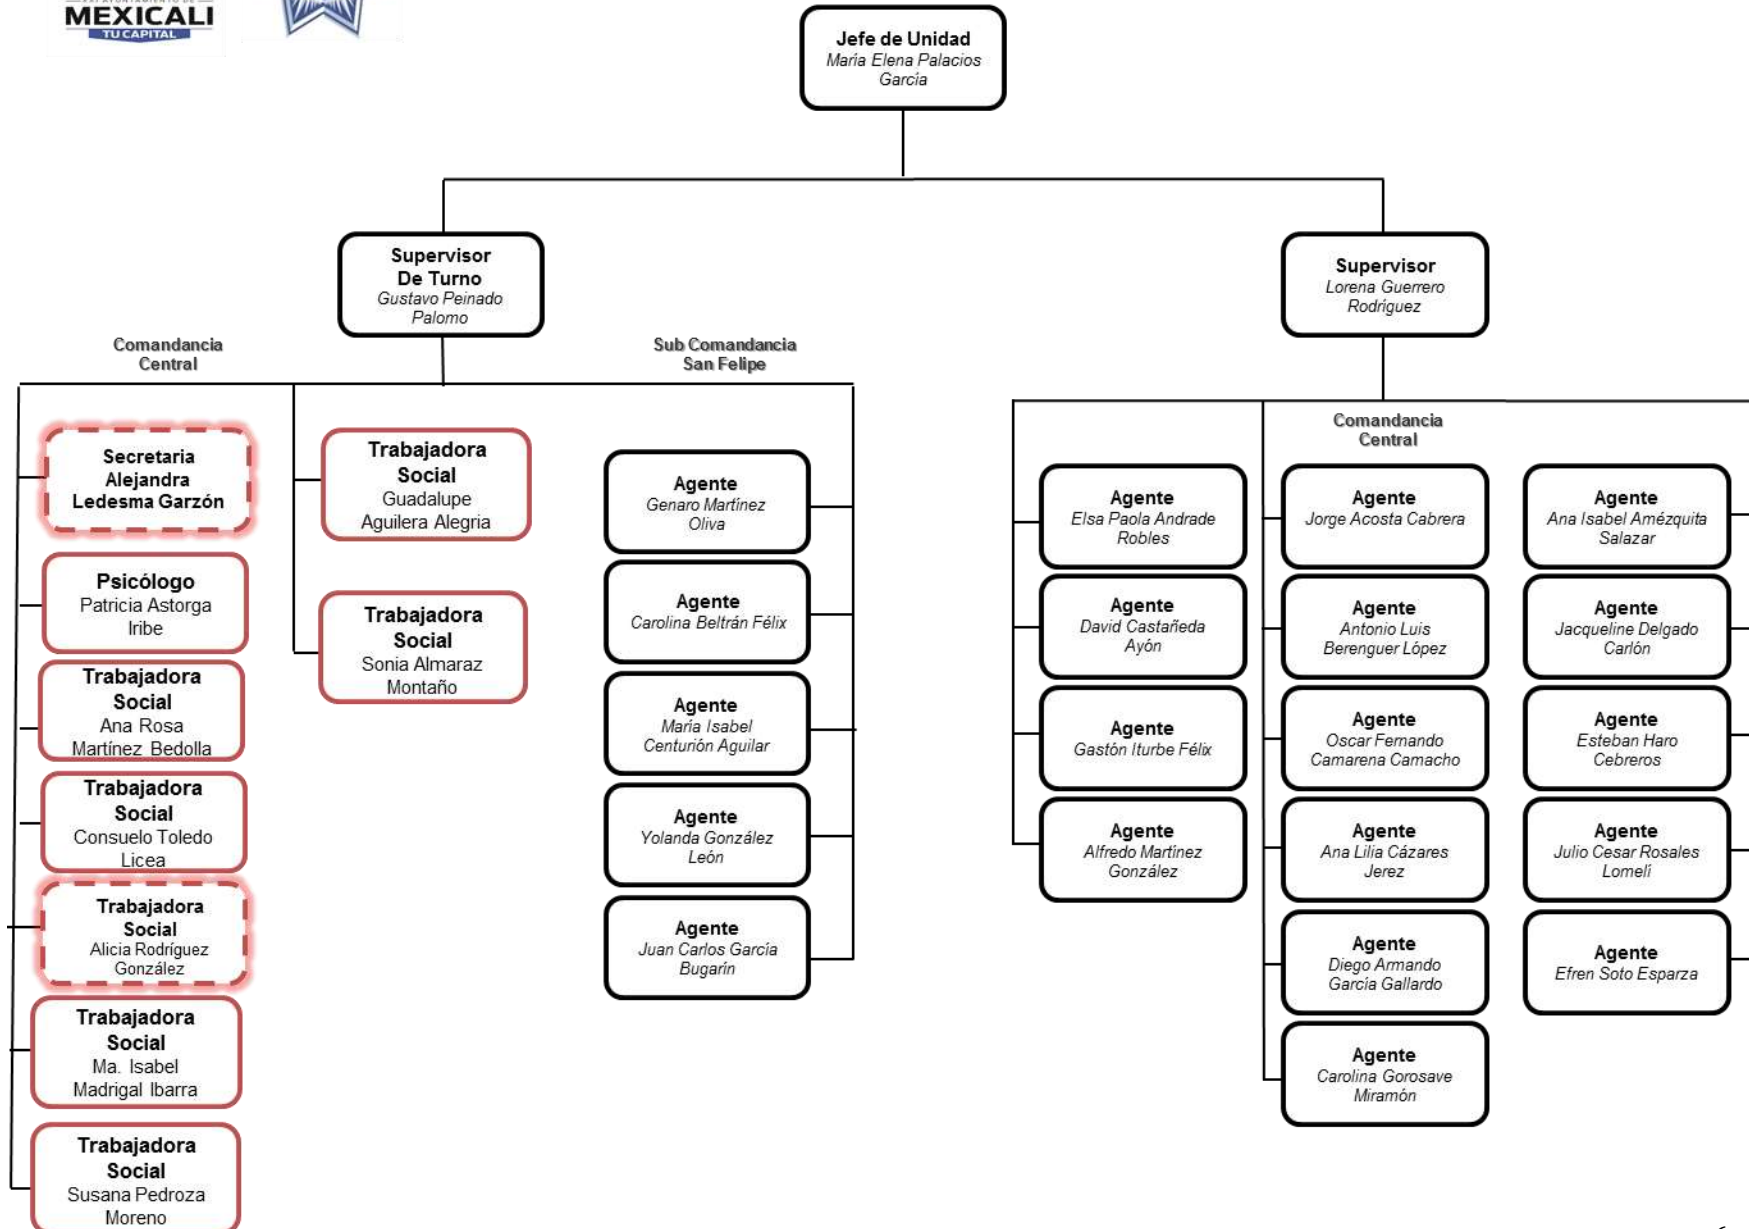 MEXICALI
TU CAPITAL
Jefe de Unidad
María Elena Palacios
García
Supervisor
De Turno
Gustavo Peinado
Palomo
Supervisor
Lorena Guerrero
Rodríguez
Comandancia
Central
Sub Comandancia
San Felipe
Comandancia
Central
Secretaria
Alejandra
Ledesma Garzón
Psicólogo
Patricia Astorga
Iribe
Trabajadora
Social
Ana Rosa
Martínez Bedolla
Trabajadora
Social
Consuelo Toledo
Licea
Trabajadora
Social
Alicia Rodríguez
González
Trabajadora
Social
Ma. Isabel
Madrigal Ibarra
Trabajadora
Social
Susana Pedroza
Moreno
Trabajadora
Social
Guadalupe
Aguilera Alegria
Trabajadora
Social
Sonia Almaraz
Montaño
Agente
Genaro Martínez
Oliva
Agente
Carolina Beltrán Félix
Agente
María Isabel
Centurión Aguilar
Agente
Yolanda González
León
Agente
Juan Carlos García
Bugarín
Agente
Elsa Paola Andrade
Robles
Agente
David Castañeda
Ayón
Agente
Gastón Iturbe Félix
Agente
Alfredo Martínez
González
Agente
Jorge Acosta Cabrera
Agente
Antonio Luis
Berenguer López
Agente
Oscar Fernando
Camarena Camacho
Agente
Ana Lilia Cázares
Jerez
Agente
Diego Armando
García Gallardo
Agente
Carolina Gorosave
Miramón
Agente
Ana Isabel Amézquita
Salazar
Agente
Jacqueline Delgado
Carlón
Agente
Esteban Haro
Cebreros
Agente
Julio Cesar Rosales
Lomelí
Agente
Efren Soto Esparza